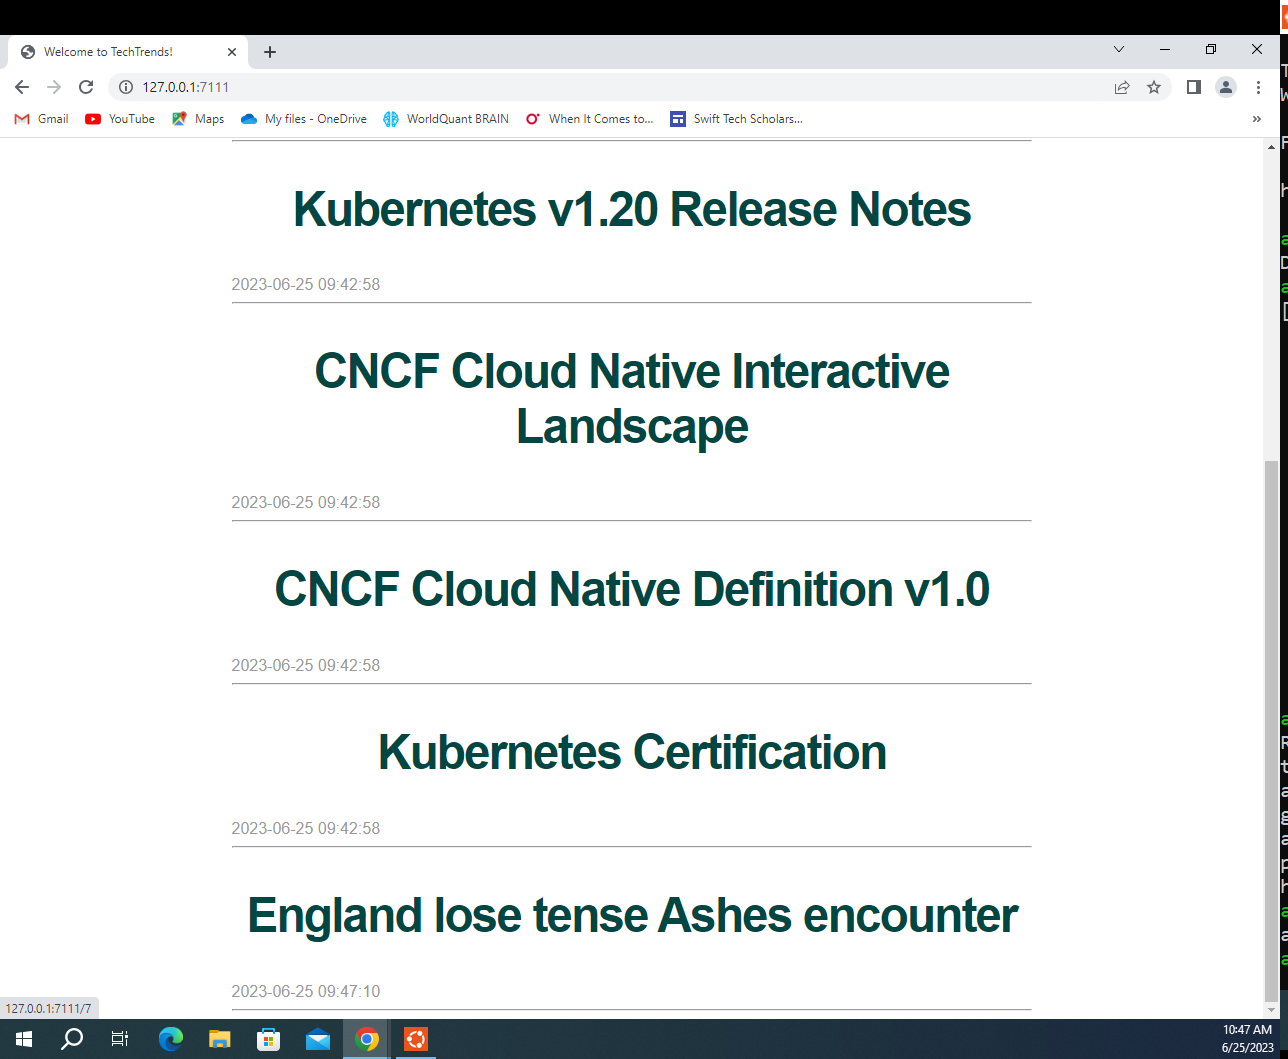 Welcome to TechTrends!
127.0.0.1:7111
Gmail
YouTube
Maps
My files - OneDrive
WorldQuant BRAIN
When It Comes to...
Swift Tech Scholars...
»
Kubernetes v1.20 Release Notes
2023-06-25 09:42:58
CNCF Cloud Native Interactive
Landscape
2023-06-25 09:42:58
CNCF Cloud Native Definition v1.0
2023-06-25 09:42:58
Kubernetes Certification
2023-06-25 09:42:58
England lose tense Ashes encounter
2023-06-25 09:47:10
127.0.0.1:7111/7
10:47 AM
6/25/2023